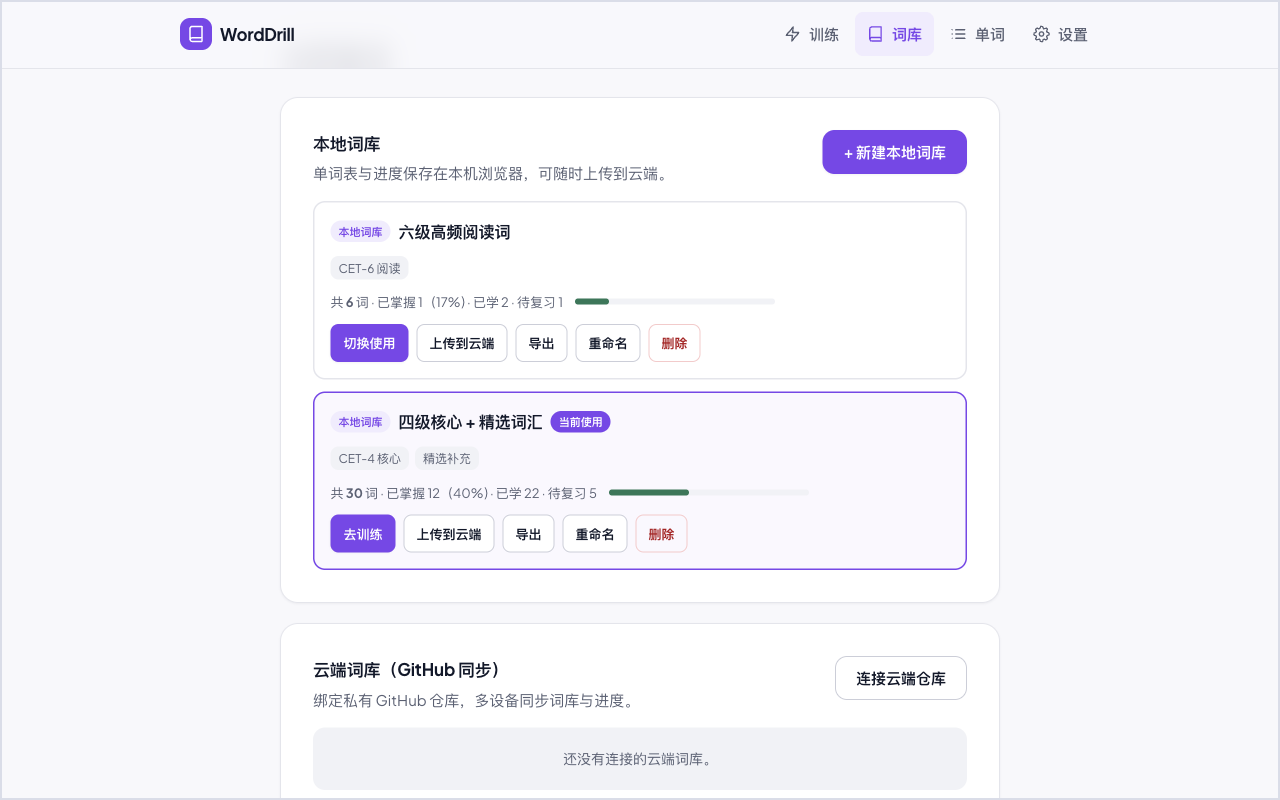 WordDrill
训练 词库 单词 设置
本地词库
+ 新建本地词库
单词表与进度保存在本机浏览器，可随时上传到云端。
本地词库 六级高频阅读词
CET-6 阅读
共 6 词 · 已掌握 1（17%）· 已学 2 · 待复习 1
切换使用 上传到云端 导出 重命名 删除
本地词库 四级核心 + 精选词汇 当前使用
CET-4 核心 精选补充
共 30 词 · 已掌握 12（40%）· 已学 22 · 待复习 5
去训练 上传到云端 导出 重命名 删除
云端词库（GitHub 同步）
连接云端仓库
绑定私有 GitHub 仓库，多设备同步词库与进度。
还没有连接的云端词库。